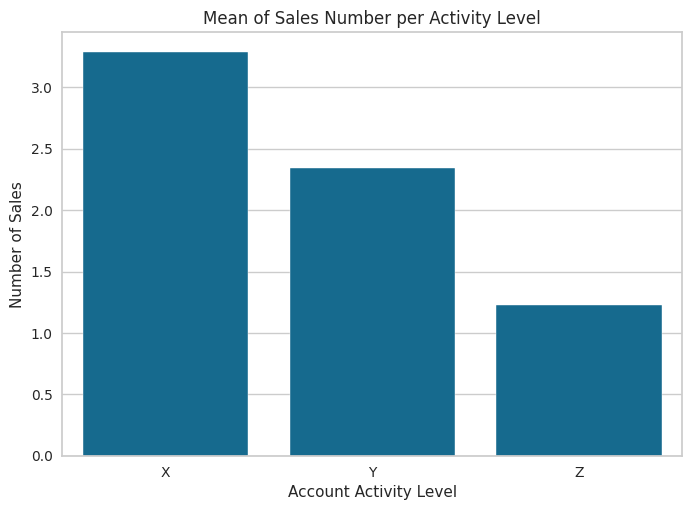 Mean of Sales Number per Activity Level
3.0
2.5
2.0
1.5
1.0
0.5
0.0
Number of Sales
X
Y
Z
Account Activity Level